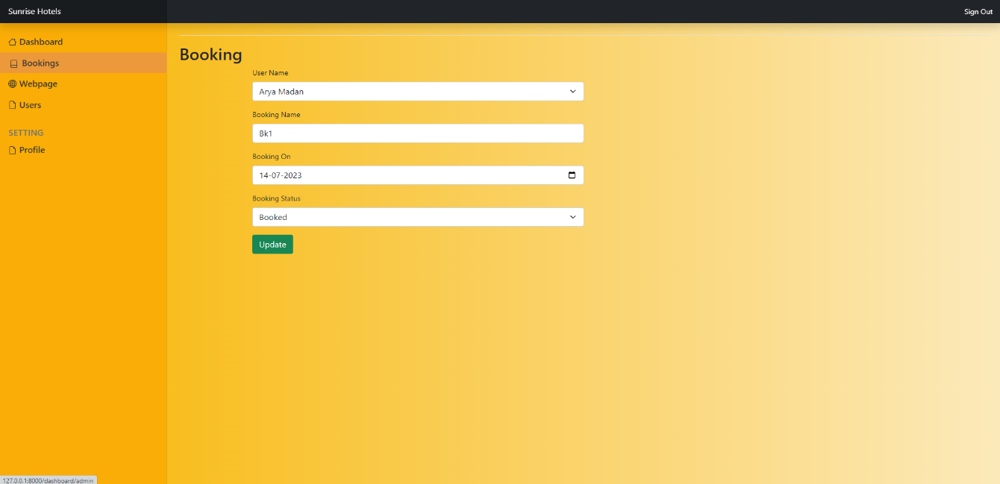 Sunrise Hotels
Sign Out
Dashboard
Bookings
Webpage
Users
SETTING
Profile
Booking
User Name
Arya Madan
Booking Name
Bk1
Booking On
14-07-2023
Booking Status
Booked
Update
127.0.0.1:8000/dashboard/admin